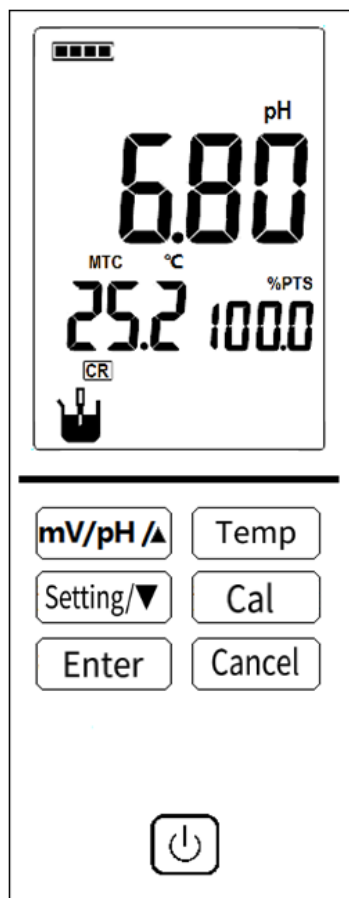 pH
6.80
MTC ℃ %PTS
25.2 100.0
CR
mV/pH/▲ Temp
Setting/▼ Cal
Enter Cancel